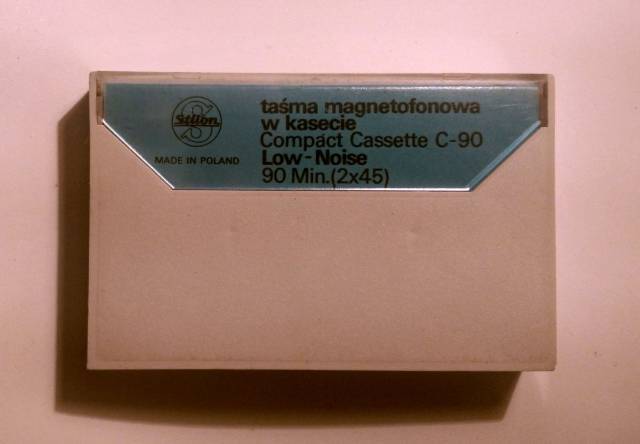 Stilon
MADE IN POLAND
taśma magnetofonowa
w kasecie
Compact Cassette C-90
Low-Noise
90 Min.(2x45)